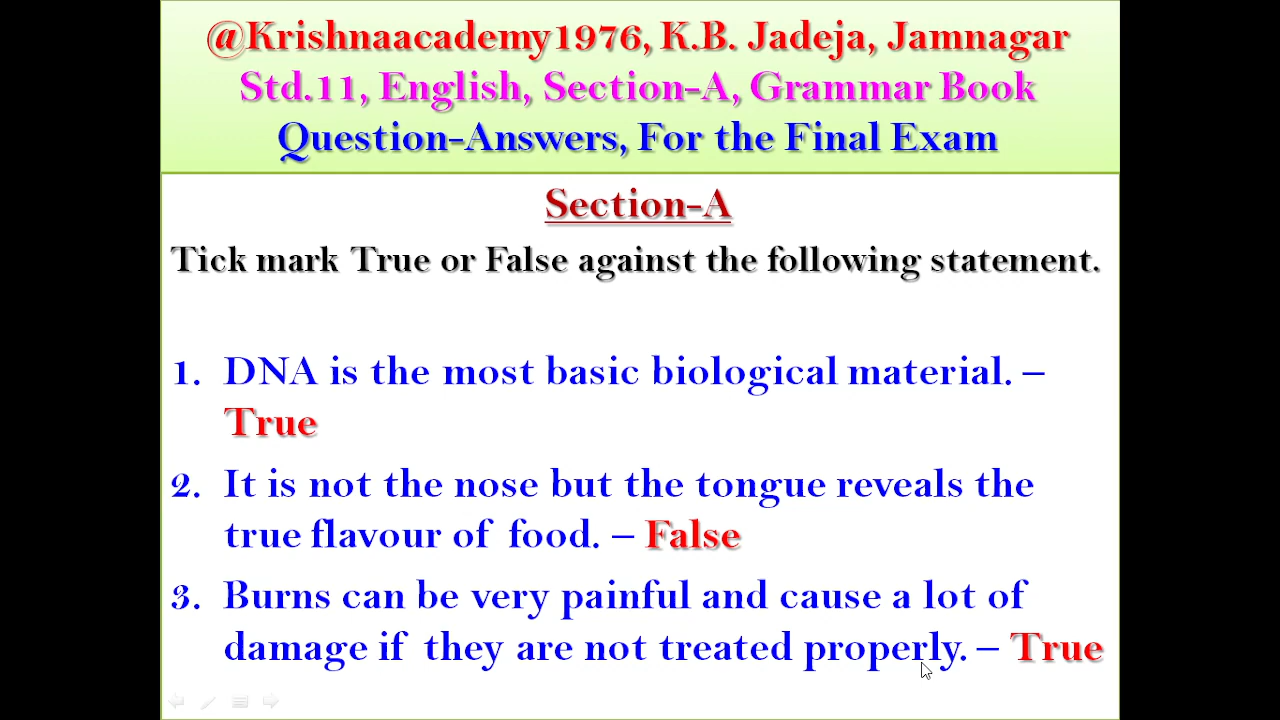 @Krishnaacademy1976, K.B. Jadeja, Jamnagar
Std.11, English, Section-A, Grammar Book
Question-Answers, For the Final Exam
Section-A
Tick mark True or False against the following statement.
1. DNA is the most basic biological material. –
True
2. It is not the nose but the tongue reveals the
true flavour of food. – False
3. Burns can be very painful and cause a lot of
damage if they are not treated properly. – True